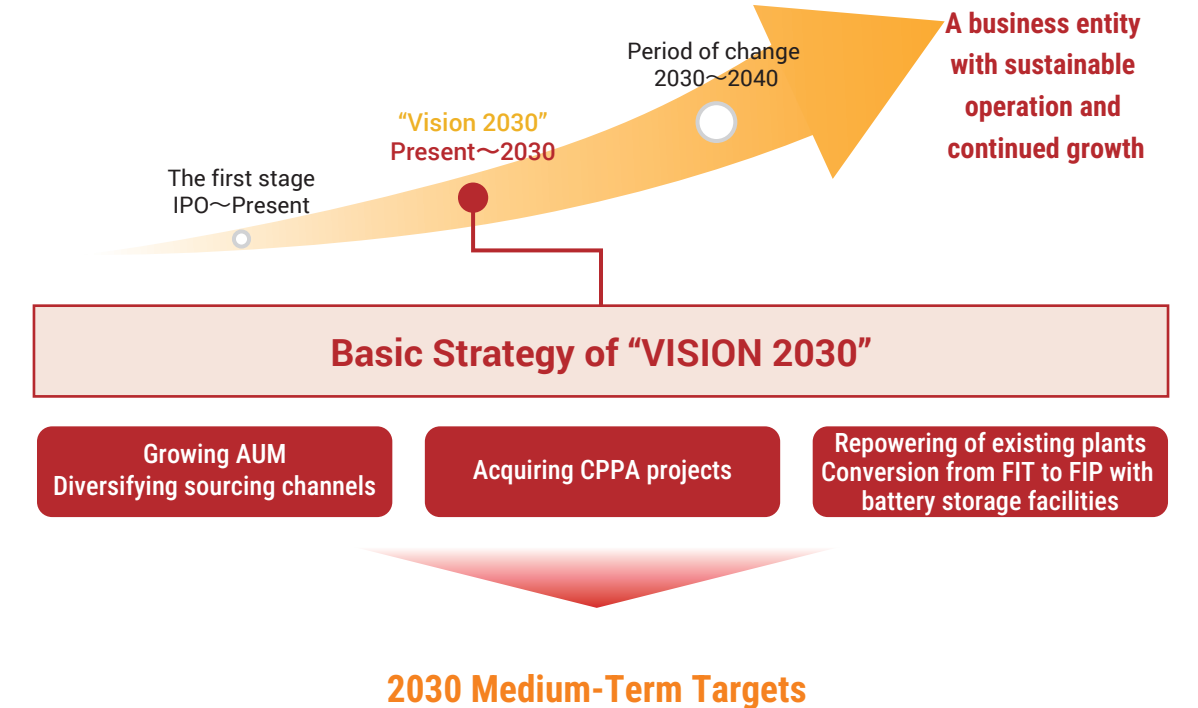 A business entity
with sustainable
operation and
continued growth
Period of change
2030～2040
“Vision 2030”
Present～2030
The first stage
IPO～Present
Basic Strategy of “VISION 2030”
Growing AUM
Diversifying sourcing channels
Acquiring CPPA projects
Repowering of existing plants
Conversion from FIT to FIP with
battery storage facilities
2030 Medium-Term Targets